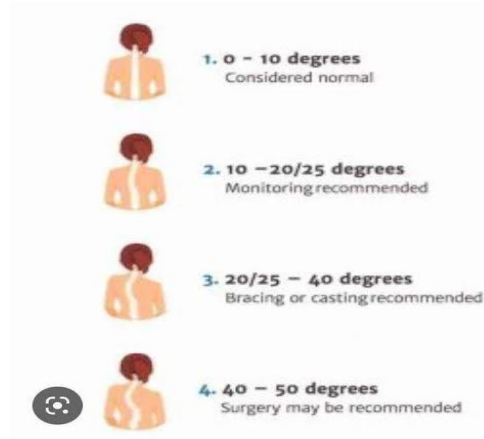 1. 0 - 10 degrees
Considered normal
2. 10 –20/25 degrees
Monitoring recommended
3. 20/25 – 40 degrees
Bracing or casting recommended
4. 40 – 50 degrees
Surgery may be recommended